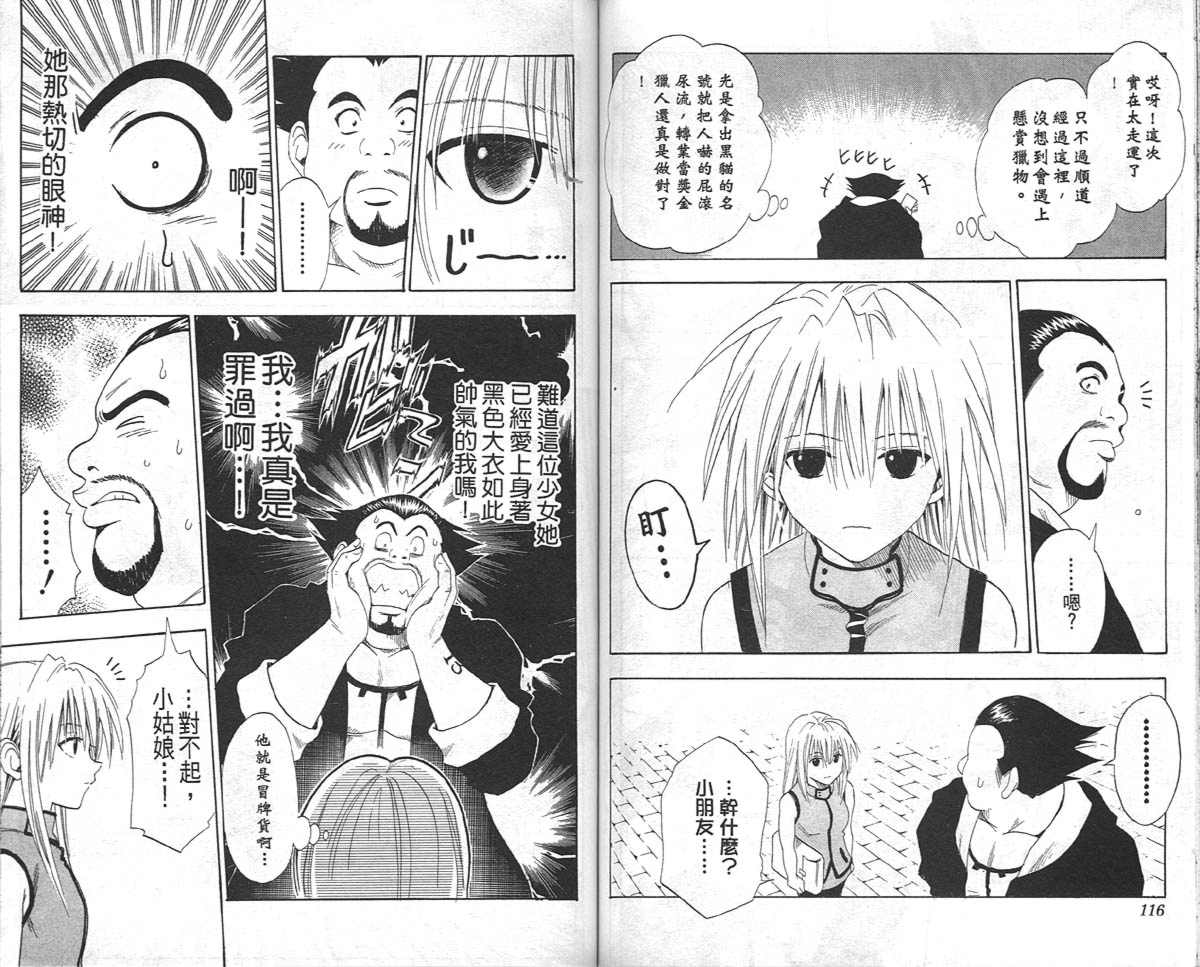 哎呀！這次
實在太走運了
！
只不過順道
經過這裡，
沒想到會遇上
懸賞獵物。
光是拿出黑貓的名
號就把人嚇的屁滾
尿流，轉業當獎金
獵人還真是做對了
！
ヒヒヒヒ
……嗯？
盯…
…………
…幹什麼？
小朋友……
116
じ〜〜…
………
啊——！
她那熱切的眼神！
難道這位少女她
已經愛上身著
黑色大衣如此
帥氣的我嗎！
我…我真是
罪過啊…！
他就是冒牌貨啊…
……！
…對不起，
小姑娘…！